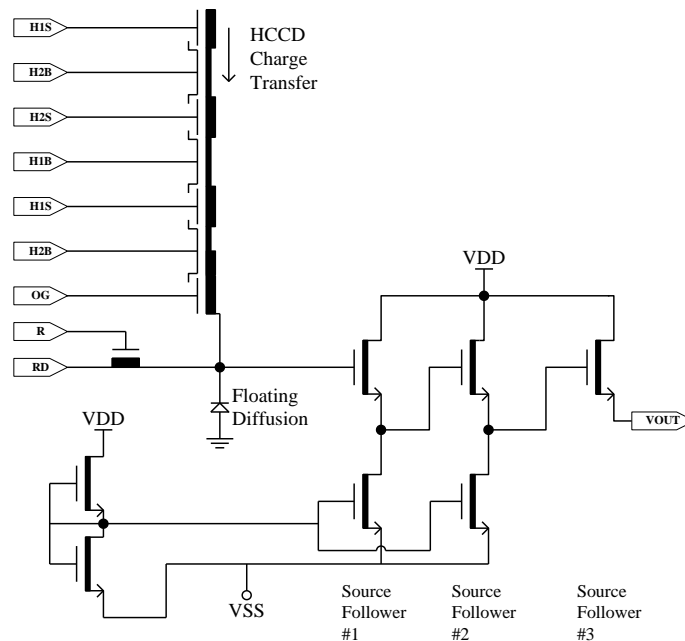 H1S
HCCD
Charge
Transfer
H2B
H2S
H1B
H1S
H2B
OG
VDD
R
RD
Floating
Diffusion
VDD
VOUT
VSS
Source
Follower
#1
Source
Follower
#2
Source
Follower
#3